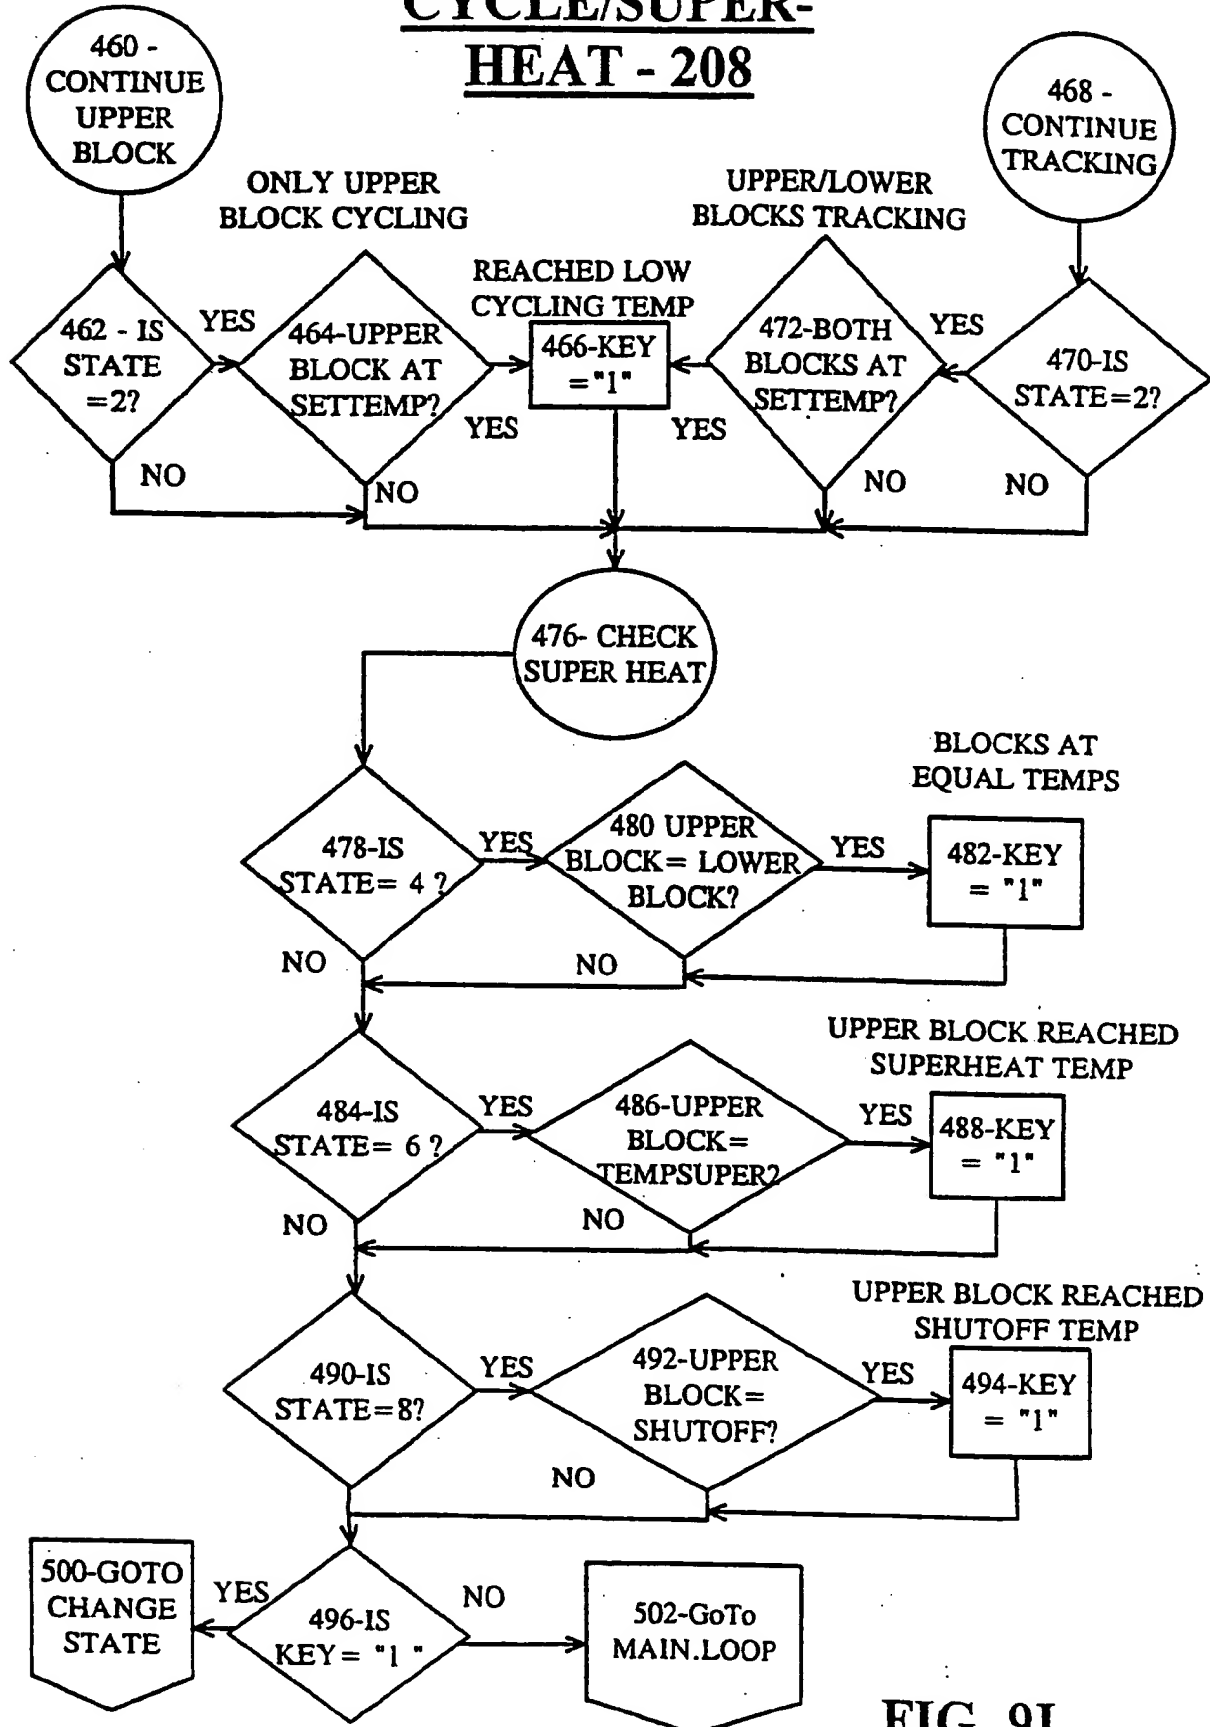 CYCLE/SUPER-
HEAT - 208
460 -
CONTINUE
UPPER
BLOCK
468 -
CONTINUE
TRACKING
ONLY UPPER
BLOCK CYCLING
UPPER/LOWER
BLOCKS TRACKING
REACHED LOW
CYCLING TEMP
462 - IS
STATE
=2?
YES
464-UPPER
BLOCK AT
SETTEMP?
466-KEY
="1"
472-BOTH
BLOCKS AT
SETTEMP?
YES
470-IS
STATE=2?
YES
YES
NO
NO
NO
NO
476- CHECK
SUPER HEAT
BLOCKS AT
EQUAL TEMPS
478-IS
STATE= 4 ?
YES
480 UPPER
BLOCK= LOWER
BLOCK?
YES
482-KEY
= "1"
NO
NO
UPPER BLOCK REACHED
SUPERHEAT TEMP
484-IS
STATE= 6 ?
YES
486-UPPER
BLOCK=
TEMPSUPER?
YES
488-KEY
= "1"
NO
NO
UPPER BLOCK REACHED
SHUTOFF TEMP
490-IS
STATE=8?
YES
492-UPPER
BLOCK=
SHUTOFF?
YES
494-KEY
= "1"
NO
500-GOTO
CHANGE
STATE
YES
496-IS
KEY= "1 "
NO
502-GoTo
MAIN.LOOP